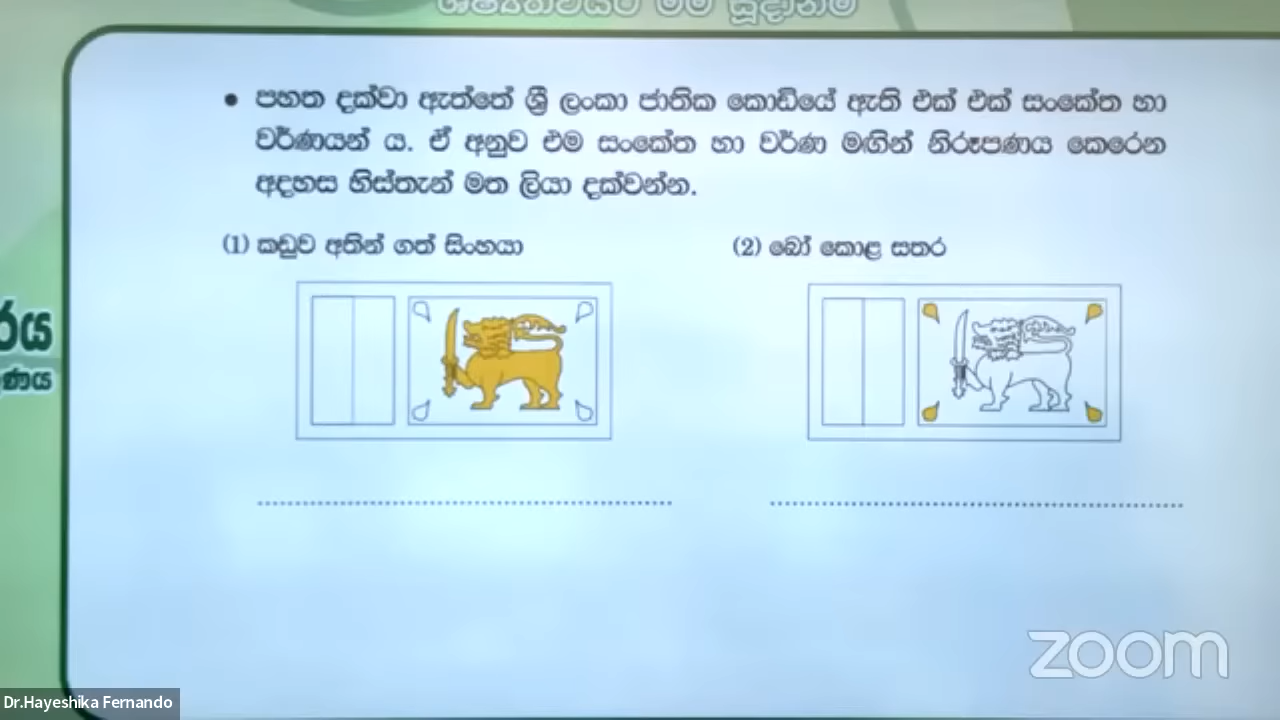 පහත දක්වා ඇත්තේ ශ්‍රී ලංකා ජාතික කොඩියේ ඇති එක් එක් සංකේත හා
වර්ණයන් ය. ඒ අනුව එම සංකේත හා වර්ණ මඟින් නිරූපණය කෙරෙන
අදහස හිස්තැන් මත ලියා දක්වන්න.
(1) කඩුව අතින් ගත් සිංහයා
(2) බෝ කොළ සතර
zoom
Dr.Hayeshika Fernando